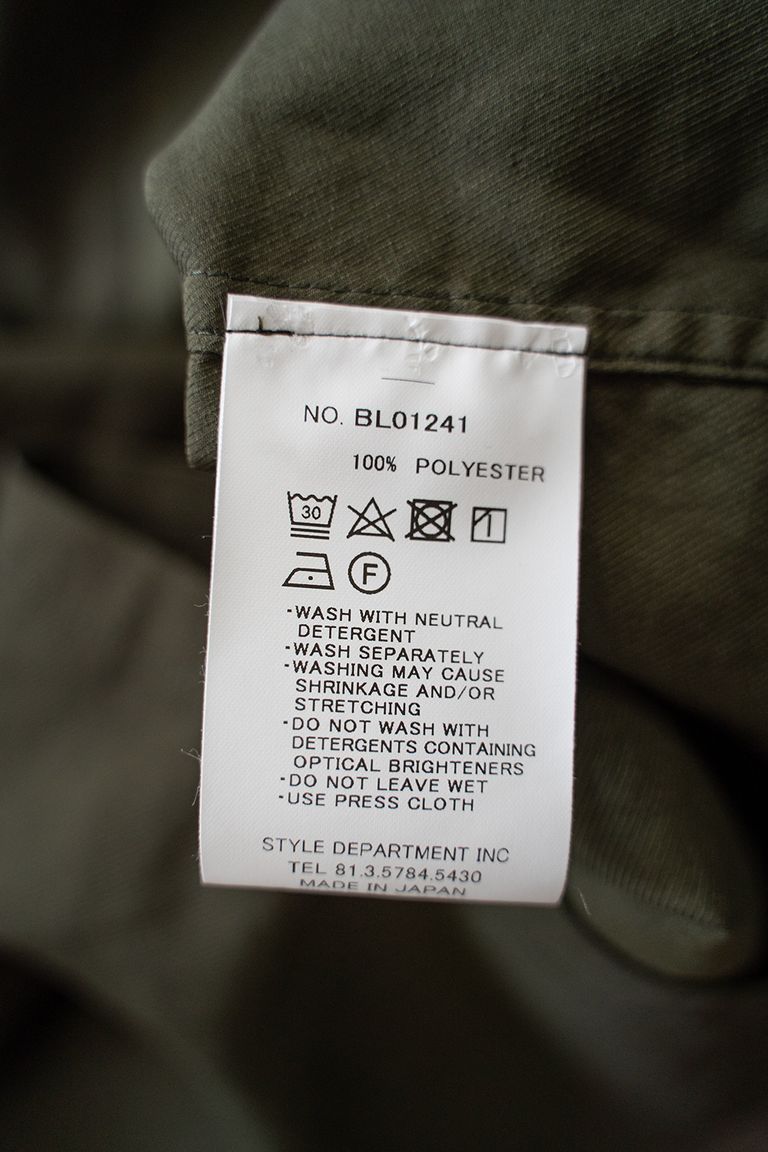 NO. BL01241
100% POLYESTER
30
F
-WASH WITH NEUTRAL
DETERGENT
-WASH SEPARATELY
-WASHING MAY CAUSE
SHRINKAGE AND/OR
STRETCHING
-DO NOT WASH WITH
DETERGENTS CONTAINING
OPTICAL BRIGHTENERS
-DO NOT LEAVE WET
-USE PRESS CLOTH
STYLE DEPARTMENT INC
TEL 81.3.5784.5430
MADE IN JAPAN